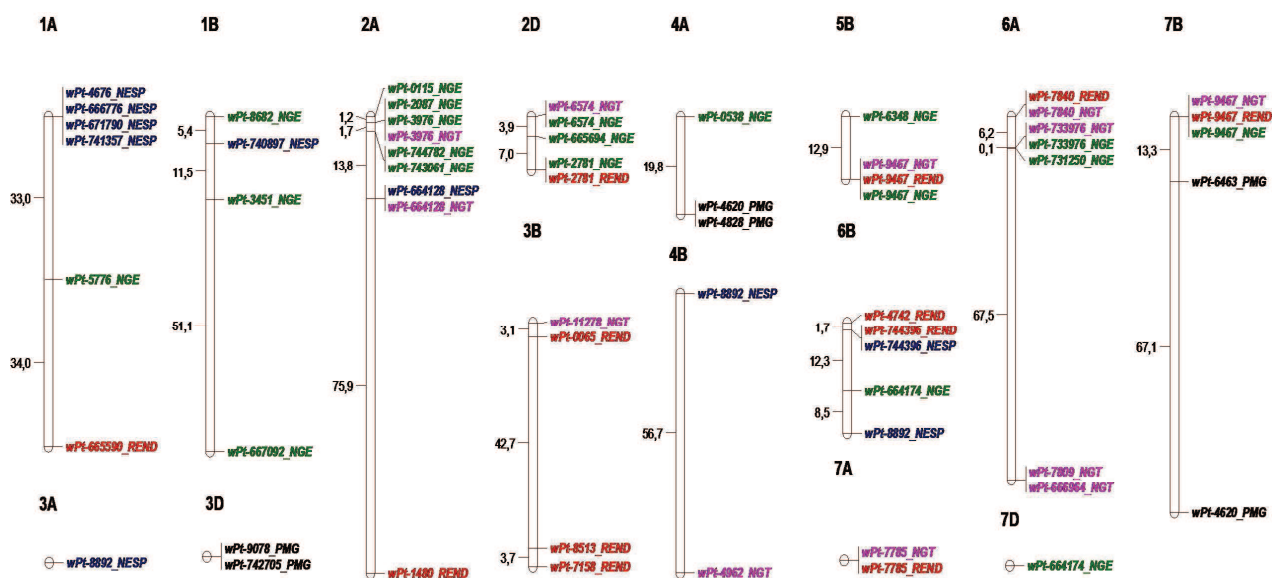 1A
wPt-4676_NESP
wPt-666776_NESP
wPt-671790_NESP
wPt-741357_NESP
33,0
wPt-5776_NGE
34,0
wPt-665590_REND
3A
wPt-8892_NESP
1B
wPt-8682_NGE
5,4
wPt-740897_NESP
11,5
wPt-3451_NGE
51,1
wPt-667092_NGE
3D
wPt-9078_PMG
wPt-742705_PMG
2A
wPt-0115_NGE
wPt-2087_NGE
1,2
wPt-3976_NGE
1,7
wPt-3976_NGT
wPt-744782_NGE
13,8
wPt-743061_NGE
wPt-664128_NESP
wPt-664128_NGT
75,9
wPt-1480_REND
2D
wPt-6574_NGT
3,9
wPt-6574_NGE
wPt-665694_NGE
7,0
wPt-2781_NGE
wPt-2781_REND
3B
wPt-11278_NGT
3,1
wPt-0065_REND
42,7
wPt-8513_REND
3,7
wPt-7158_REND
4A
wPt-0538_NGE
19,8
wPt-4620_PMG
wPt-4828_PMG
4B
wPt-8892_NESP
56,7
wPt-4962_NGT
5B
wPt-6348_NGE
12,9
wPt-9467_NGT
wPt-9467_REND
wPt-9467_NGE
6B
wPt-4742_REND
1,7
wPt-744396_REND
wPt-744396_NESP
12,3
wPt-664174_NGE
8,5
wPt-8892_NESP
7A
wPt-7785_NGT
wPt-7785_REND
6A
wPt-7840_REND
wPt-7840_NGT
6,2
wPt-733976_NGT
0,1
wPt-733976_NGE
wPt-731250_NGE
67,5
wPt-7809_NGT
wPt-666964_NGT
7D
wPt-664174_NGE
7B
wPt-9467_NGT
wPt-9467_REND
wPt-9467_NGE
13,3
wPt-6463_PMG
67,1
wPt-4620_PMG